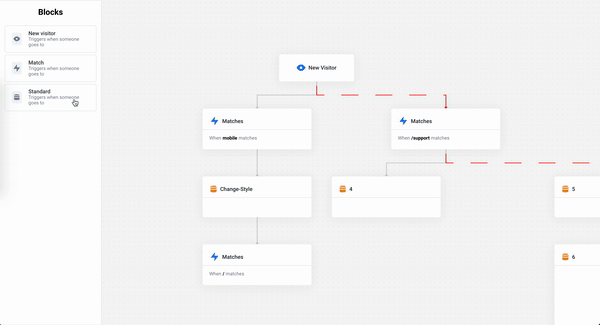 Blocks
New visitor
Triggers when someone
goes to
Match
Triggers when someone
goes to
Standard
Triggers when someone
goes to
New Visitor
Matches
When mobile matches
Matches
When /support matches
Change-Style
4
5
Matches
When / matches
6